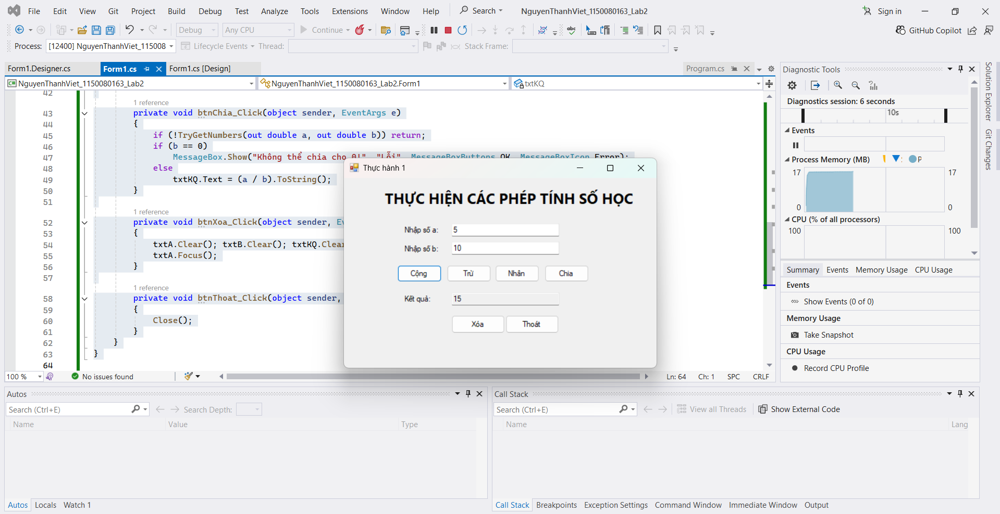 File Edit View Git Project Build Debug Test Analyze Tools Extensions Window Help Search NguyenThanhViet_1150080163_Lab2 Sign in
Debug Any CPU Continue abc GitHub Copilot
Process: [12400] NguyenThanhViet_115008 Lifecycle Events Thread: Stack Frame:
Form1.Designer.cs Form1.cs Form1.cs [Design] Program.cs
C# NguyenThanhViet_1150080163_Lab2 NguyenThanhViet_1150080163_Lab2.Form1 txtKQ
42
1 reference
43 private void btnChia_Click(object sender, EventArgs e)
44 {
45 if (!TryGetNumbers(out double a, out double b)) return;
46 if (b == 0)
47 MessageBox.Show("Không thể chia cho 0!", "Lỗi", MessageBoxButtons.OK, MessageBoxIcon.Error);
48 else
49 txtKQ.Text = (a / b).ToString();
50 }
51
1 reference
52 private void btnXoa_Click(object sender, Ev
53 {
54 txtA.Clear(); txtB.Clear(); txtKQ.Clear
55 txtA.Focus();
56 }
57
1 reference
58 private void btnThoat_Click(object sender,
59 {
60 Close();
61 }
62 }
63 }
64
100 % No issues found Ln: 64 Ch: 1 SPC CRLF
Thực hành 1
THỰC HIỆN CÁC PHÉP TÍNH SỐ HỌC
Nhập số a: 5
Nhập số b: 10
Cộng Trừ Nhân Chia
Kết quả: 15
Xóa Thoát
Diagnostic Tools
Diagnostics session: 6 seconds
10s
Events
Process Memory (MB) P
17 17
0 0
CPU (% of all processors)
100 100
Summary Events Memory Usage CPU Usage
Events
Show Events (0 of 0)
Memory Usage
Take Snapshot
CPU Usage
Record CPU Profile
Solution Explorer
Git Changes
Autos
Search (Ctrl+E) Search Depth:
Name Value Type
Autos Locals Watch 1
Call Stack
Search (Ctrl+E) View all Threads Show External Code
Name Lang
Call Stack Breakpoints Exception Settings Command Window Immediate Window Output